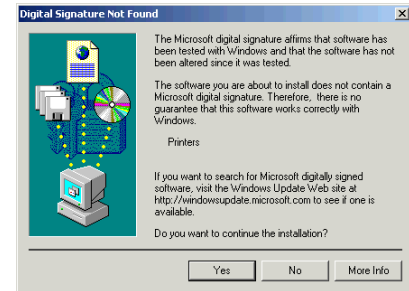 Digital Signature Not Found
The Microsoft digital signature affirms that software has
been tested with Windows and that the software has not
been altered since it was tested.
The software you are about to install does not contain a
Microsoft digital signature. Therefore, there is no
guarantee that this software works correctly with
Windows.
Printers
If you want to search for Microsoft digitally signed
software, visit the Windows Update Web site at
http://windowsupdate.microsoft.com to see if one is
available.
Do you want to continue the installation?
Yes No More Info